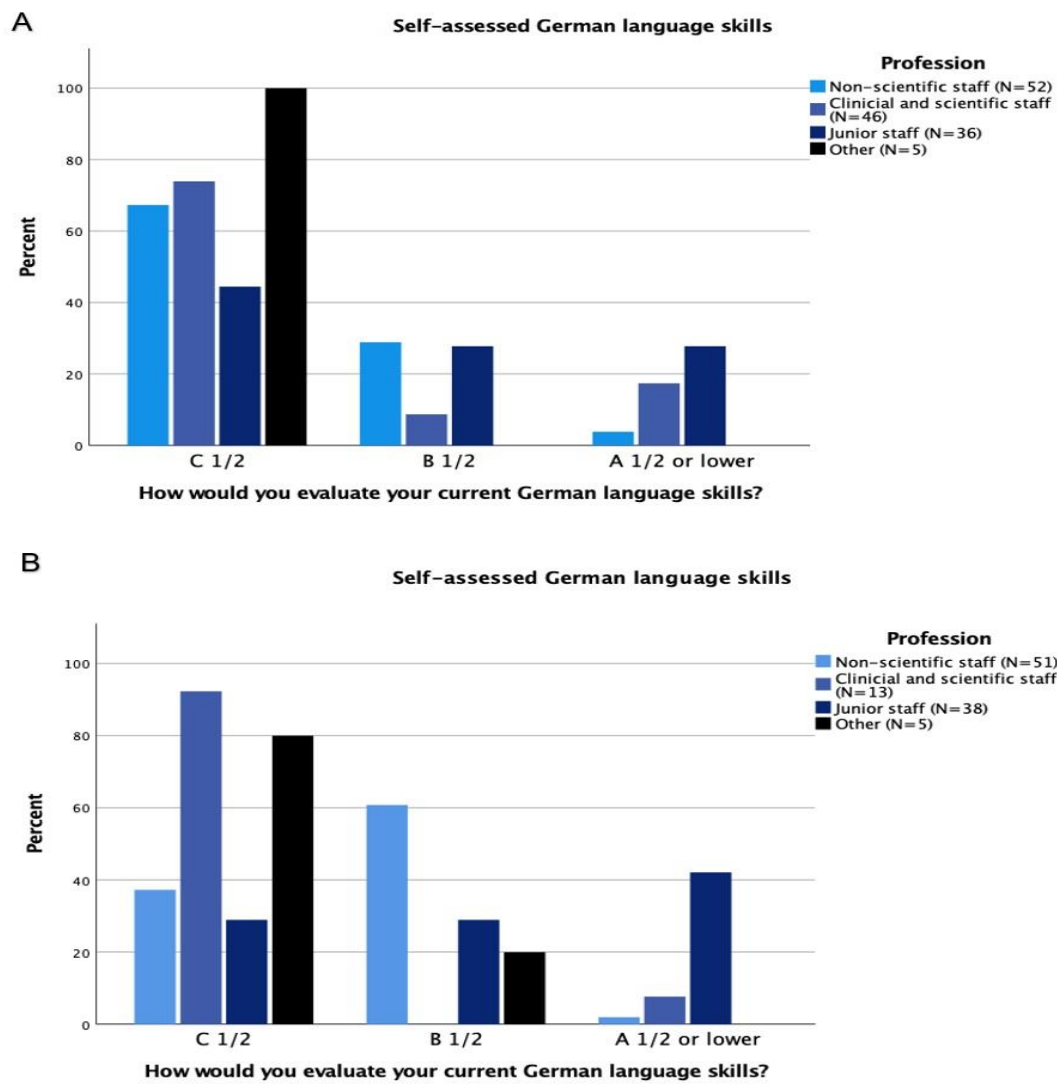 A
Self-assessed German language skills
Profession
Non-scientific staff (N=52)
Clinicial and scientific staff
(N=46)
Junior staff (N=36)
Other (N=5)
Percent
100
80
60
40
20
0
C 1/2
B 1/2
A 1/2 or lower
How would you evaluate your current German language skills?
B
Self-assessed German language skills
Profession
Non-scientific staff (N=51)
Clinicial and scientific staff
(N=13)
Junior staff (N=38)
Other (N=5)
Percent
100
80
60
40
20
0
C 1/2
B 1/2
A 1/2 or lower
How would you evaluate your current German language skills?